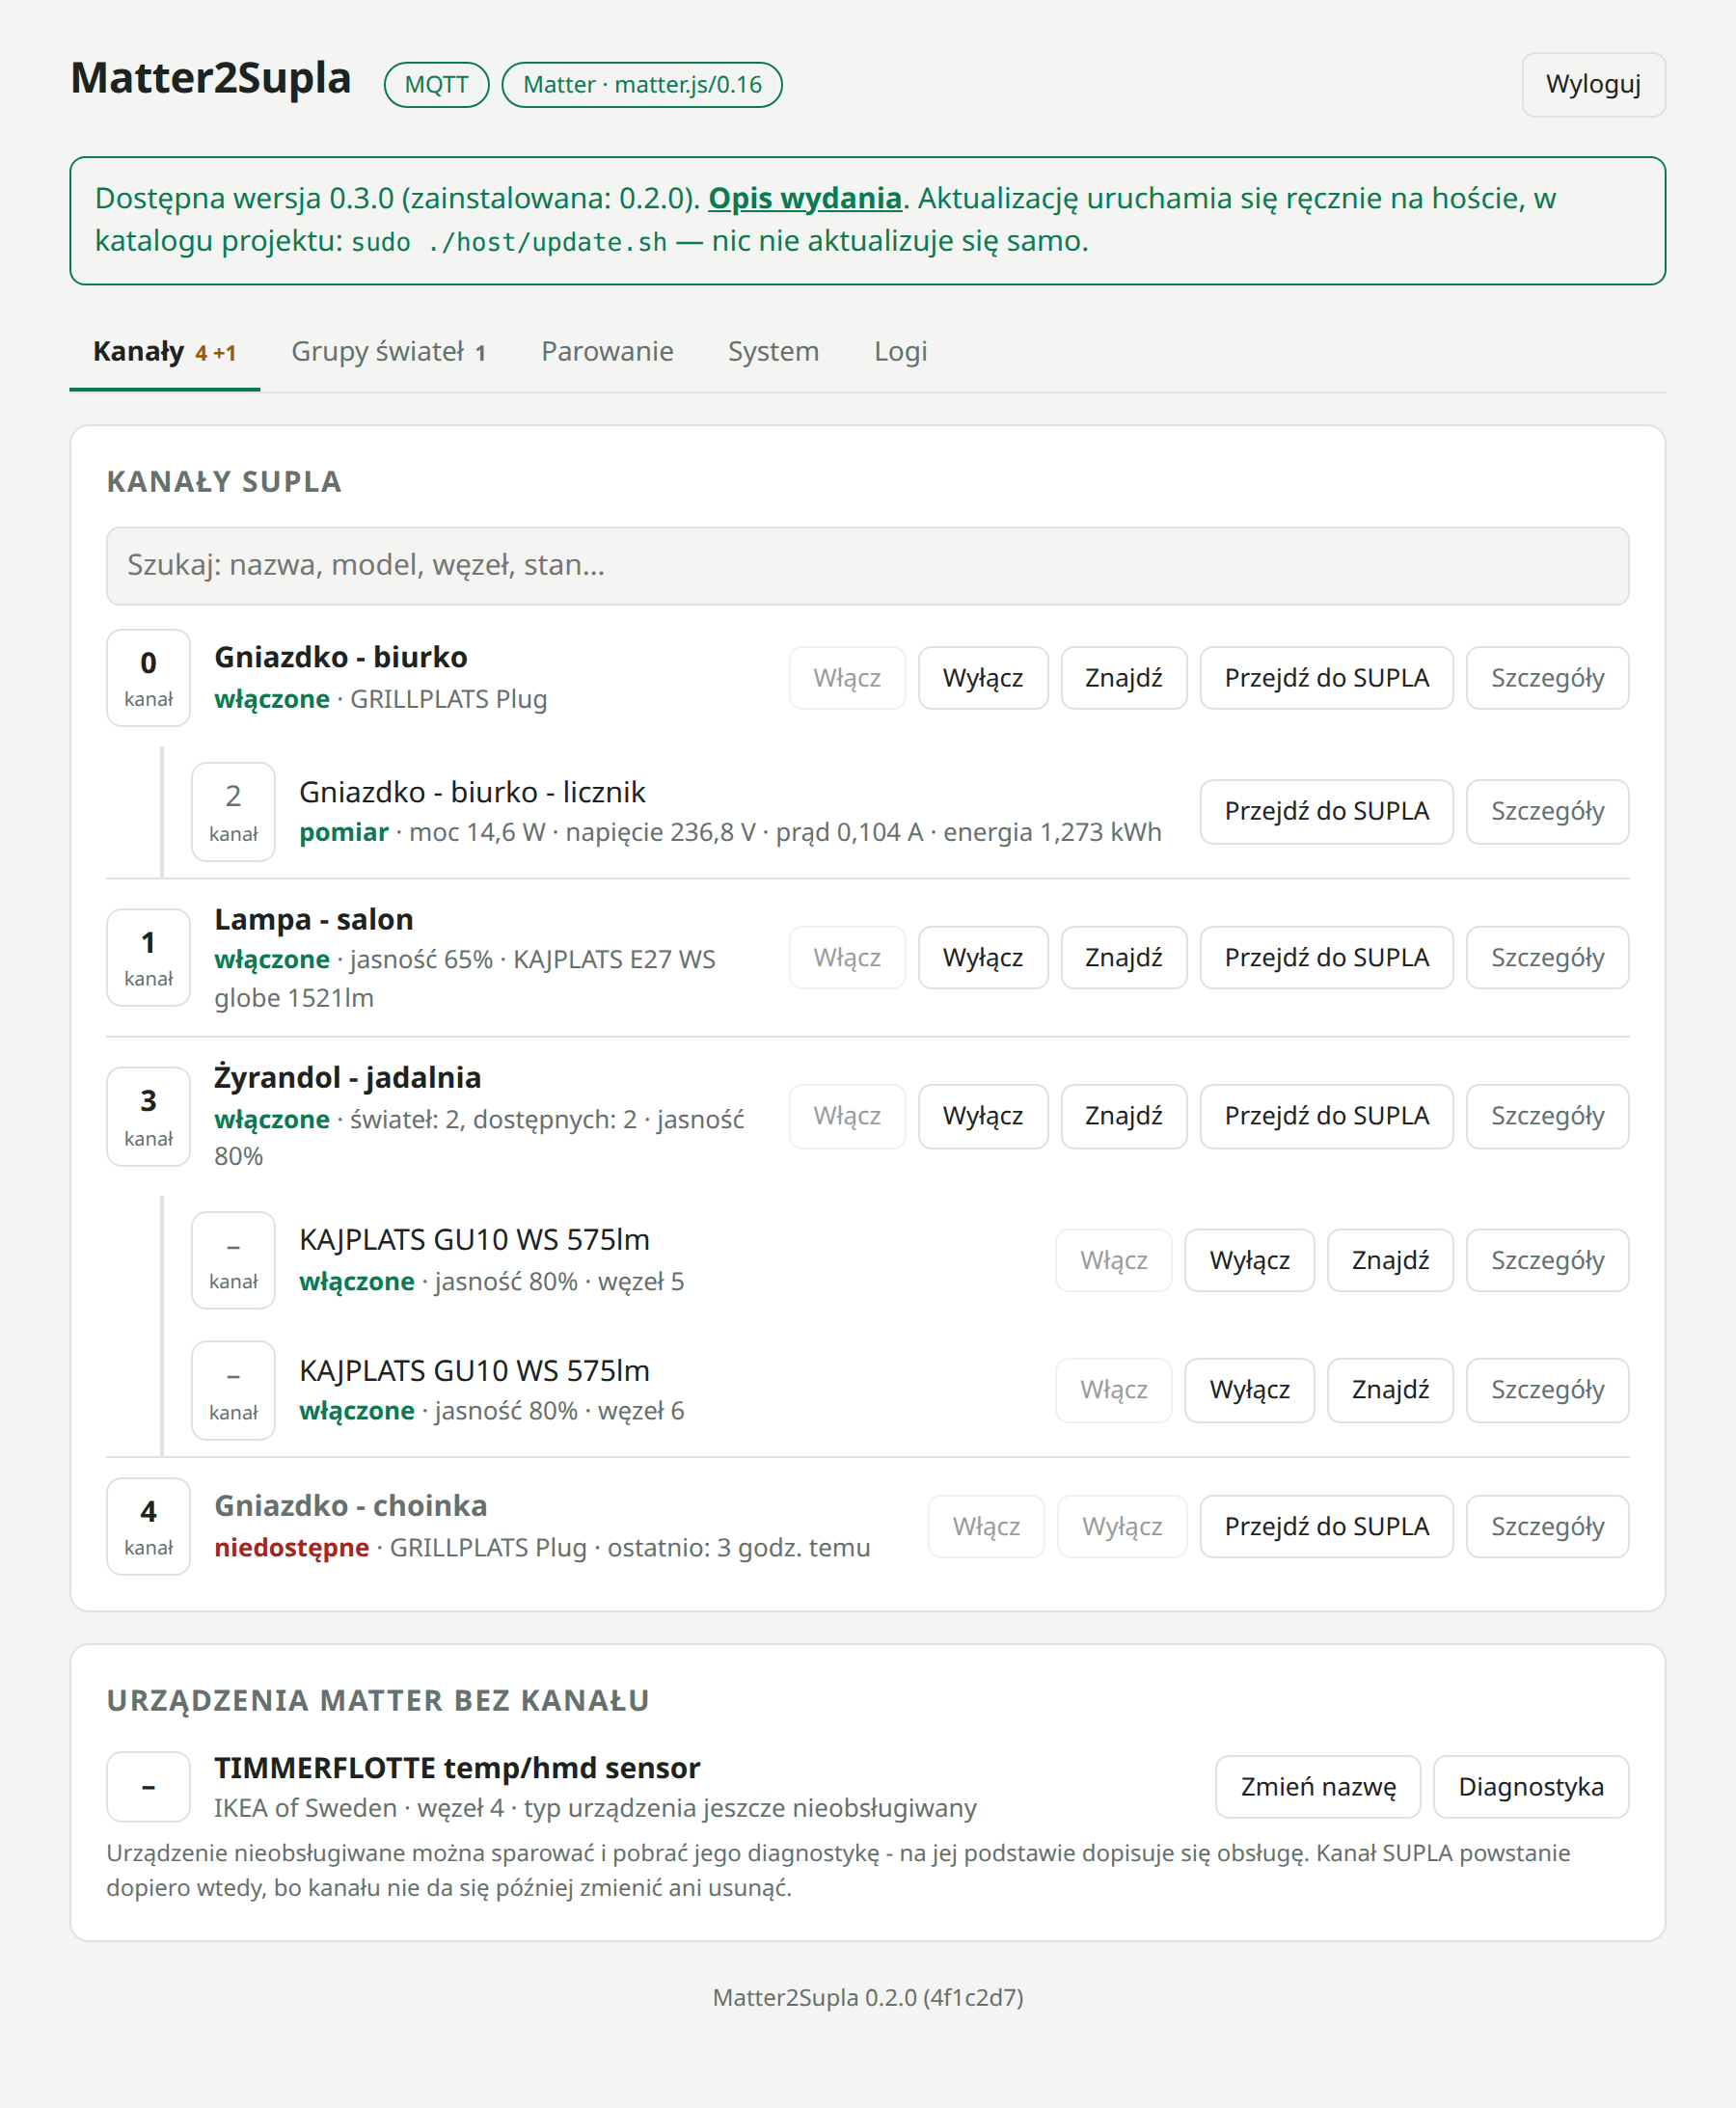 Matter2Supla MQTT Matter · matter.js/0.16 Wyloguj
Dostępna wersja 0.3.0 (zainstalowana: 0.2.0). Opis wydania. Aktualizację uruchamia się ręcznie na hoście, w
katalogu projektu: sudo ./host/update.sh — nic nie aktualizuje się samo.
Kanały 4 +1 Grupy świateł 1 Parowanie System Logi
KANAŁY SUPLA
Szukaj: nazwa, model, węzeł, stan...
0 kanał
Gniazdko - biurko
włączone · GRILLPLATS Plug
Włącz Wyłącz Znajdź Przejdź do SUPLA Szczegóły
2 kanał
Gniazdko - biurko - licznik
pomiar · moc 14,6 W · napięcie 236,8 V · prąd 0,104 A · energia 1,273 kWh
Przejdź do SUPLA Szczegóły
1 kanał
Lampa - salon
włączone · jasność 65% · KAJPLATS E27 WS
globe 1521lm
Włącz Wyłącz Znajdź Przejdź do SUPLA Szczegóły
3 kanał
Żyrandol - jadalnia
włączone · świateł: 2, dostępnych: 2 · jasność
80%
Włącz Wyłącz Znajdź Przejdź do SUPLA Szczegóły
– kanał
KAJPLATS GU10 WS 575lm
włączone · jasność 80% · węzeł 5
Włącz Wyłącz Znajdź Szczegóły
– kanał
KAJPLATS GU10 WS 575lm
włączone · jasność 80% · węzeł 6
Włącz Wyłącz Znajdź Szczegóły
4 kanał
Gniazdko - choinka
niedostępne · GRILLPLATS Plug · ostatnio: 3 godz. temu
Włącz Wyłącz Przejdź do SUPLA Szczegóły
URZĄDZENIA MATTER BEZ KANAŁU
–
TIMMERFLOTTE temp/hmd sensor
IKEA of Sweden · węzeł 4 · typ urządzenia jeszcze nieobsługiwany
Zmień nazwę Diagnostyka
Urządzenie nieobsługiwane można sparować i pobrać jego diagnostykę - na jej podstawie dopisuje się obsługę. Kanał SUPLA powstanie
dopiero wtedy, bo kanału nie da się później zmienić ani usunąć.
Matter2Supla 0.2.0 (4f1c2d7)